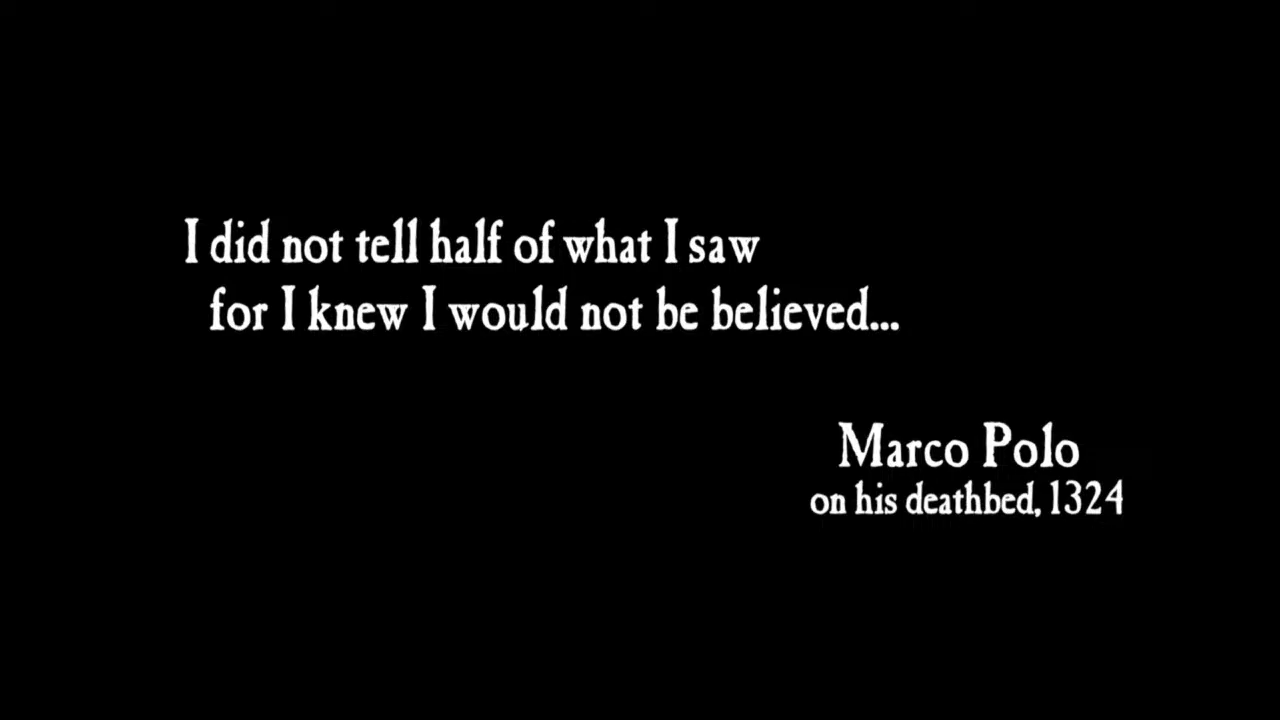 I did not tell half of what I saw
for I knew I would not be believed...
Marco Polo
on his deathbed, 1324